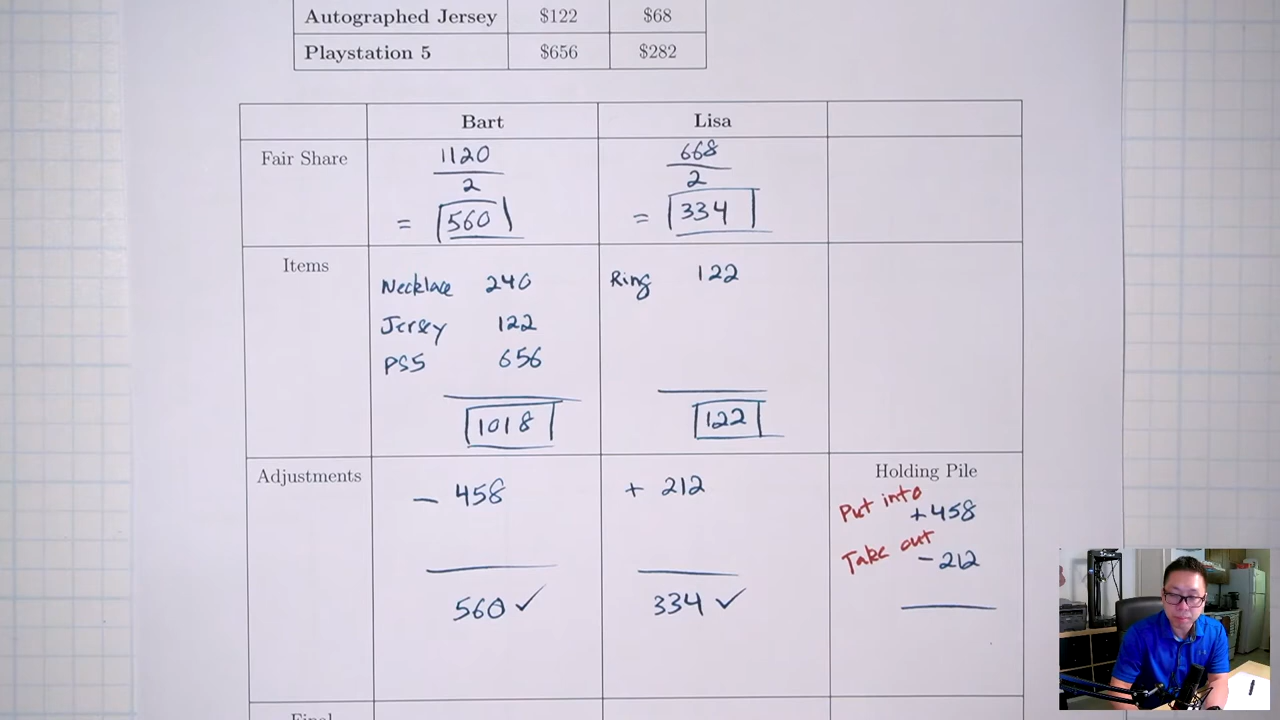 Autographed Jersey $122 $68
Playstation 5 $656 $282
Bart Lisa
Fair Share 1120 668
2 2
= 560 = 334
Items
Necklace 240 Ring 122
Jersey 122
PS5 656
1018 122
Adjustments Holding Pile
- 458 + 212 Put into +458
Take out - 212
560 ✓ 334 ✓
Final